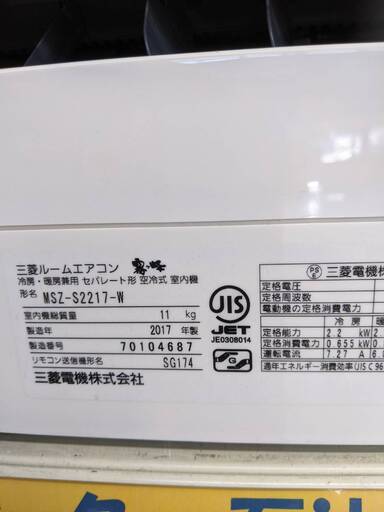 三菱ルームエアコン 霧ヶ峰
冷房・暖房兼用 セパレート形 空冷式 室内機
形名 MSZ-S2217-W
室内機総質量 11 kg
製造年 2017 年製
製造番号 70104687
リモコン送信機形名 SG174
三菱電機株式会社
JIS
JET
JE0308014
G
PS
E
三菱電機株
定格電圧
定格周波数
電動機の定格消費電力
冷 房
定格能力 2.2 kW
定格消費電力 0.655 kW
運転電流 7.27 A
通年エネルギー消費効率(JIS C 96